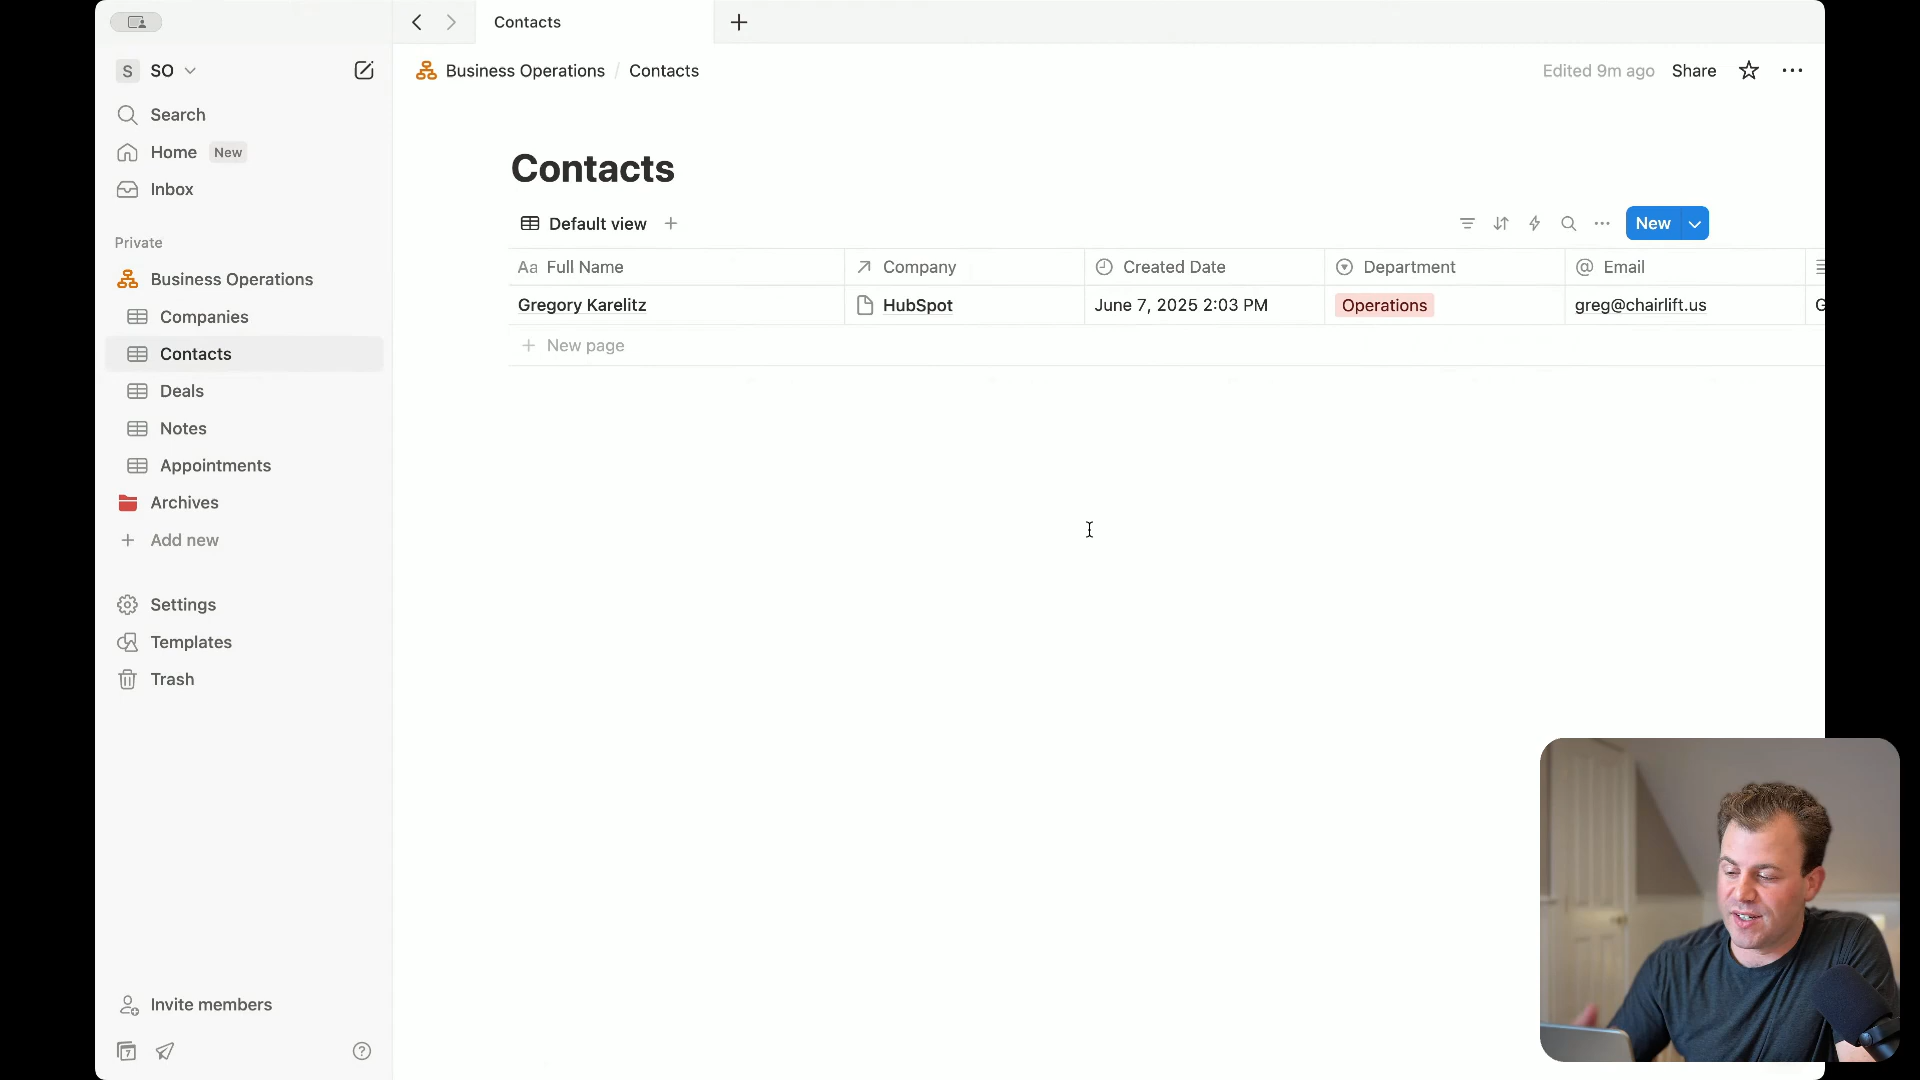 Contacts
S SO
Business Operations / Contacts
Edited 9m ago Share
Search
Home New
Inbox
Private
Business Operations
Companies
Contacts
Deals
Notes
Appointments
Archives
Add new
Settings
Templates
Trash
Invite members
7
Contacts
Default view
New
Aa Full Name Company Created Date Department @ Email
Gregory Karelitz HubSpot June 7, 2025 2:03 PM Operations greg@chairlift.us G
New page